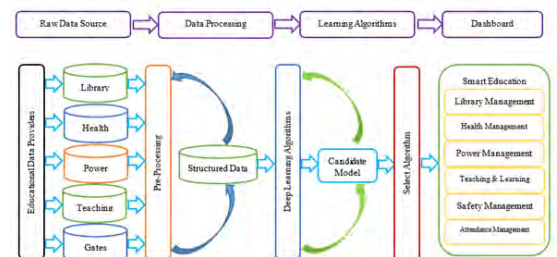 Raw Data Source
Data Processing
Learning Algorithms
Dashboard
Educational Data Providers
Library
Health
Power
Teaching
Gates
Pre-Processing
Structured Data
Deep Learning Algorithms
Candidate
Model
Select Algorithm
Smart Education
Library Management
Health Management
Power Management
Teaching & Learning
Safety Management
Attendance Management